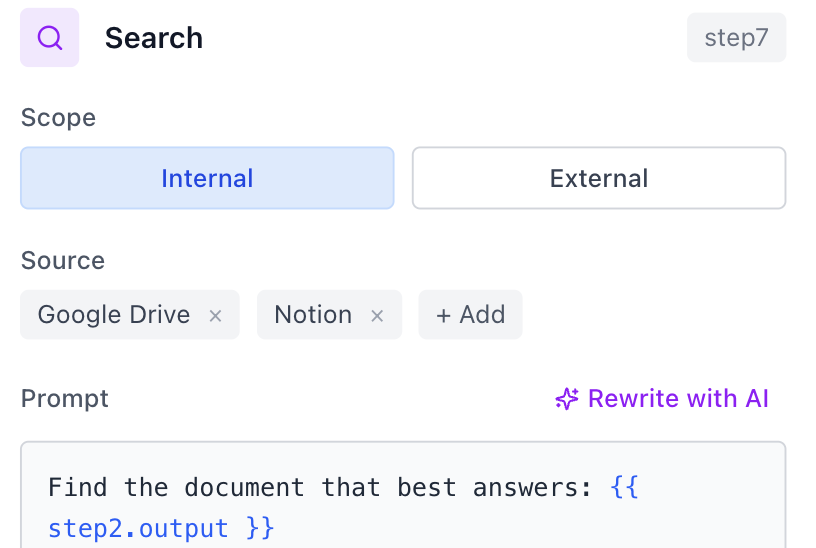 Search
step7
Scope
Internal
External
Source
Google Drive ×
Notion ×
+ Add
Prompt
Rewrite with AI
Find the document that best answers: {{
step2.output }}